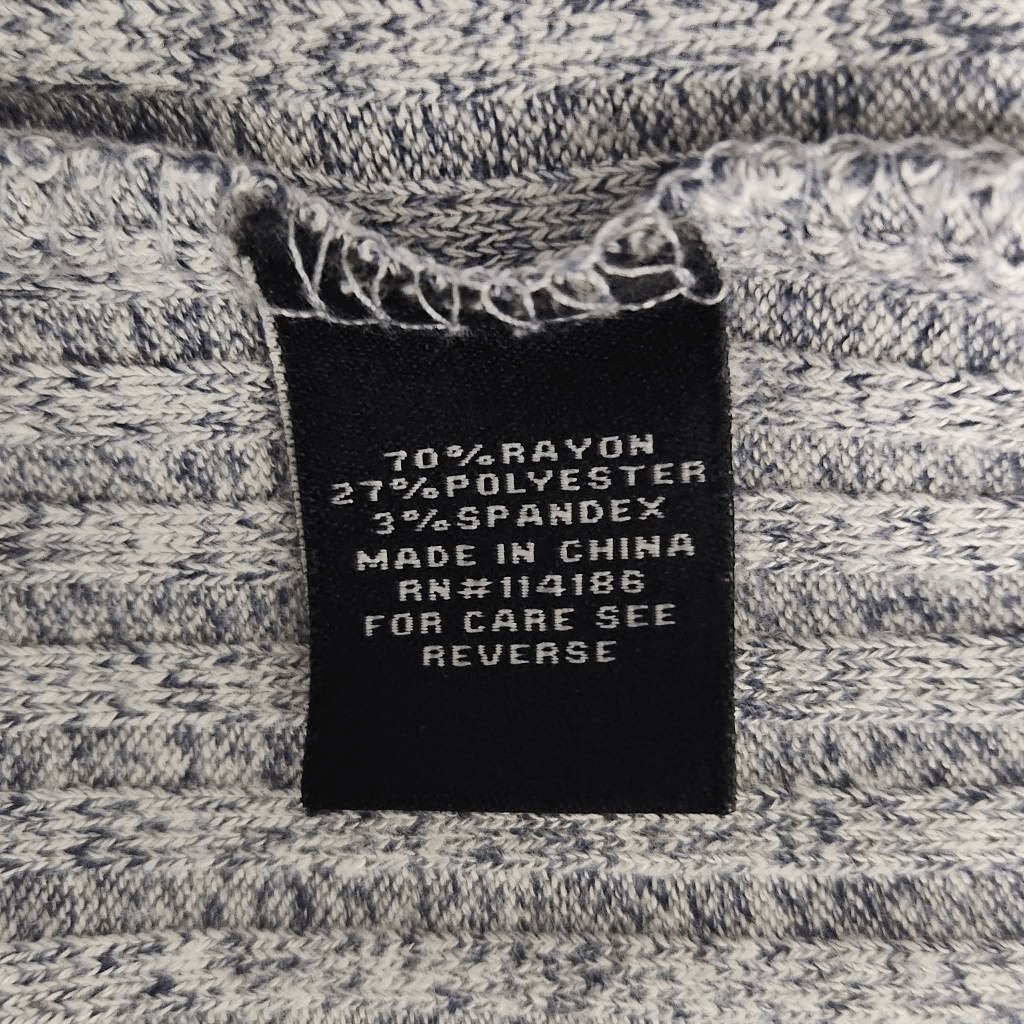 70%RAYON
27%POLYESTER
3%SPANDEX
MADE IN CHINA
RN#114186
FOR CARE SEE
REVERSE